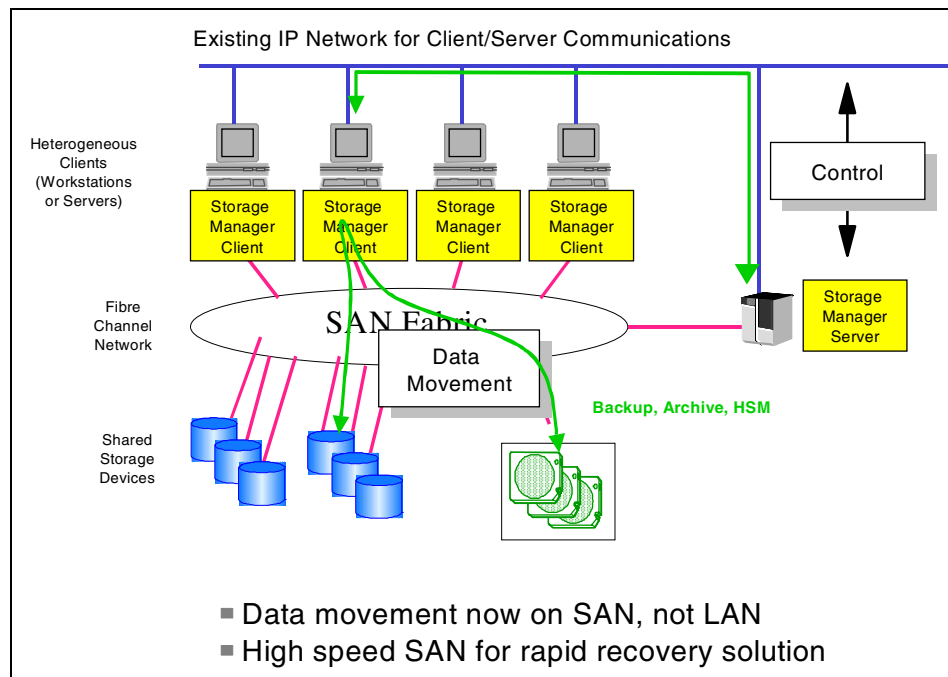 Existing IP Network for Client/Server Communications
Heterogeneous
Clients
(Workstations
or Servers)
Storage
Manager
Client
Storage
Manager
Client
Storage
Manager
Client
Storage
Manager
Client
Control
Fibre
Channel
Network
SAN Fabric
Data
Movement
Storage
Manager
Server
Backup, Archive, HSM
Shared
Storage
Devices
Data movement now on SAN, not LAN
High speed SAN for rapid recovery solution